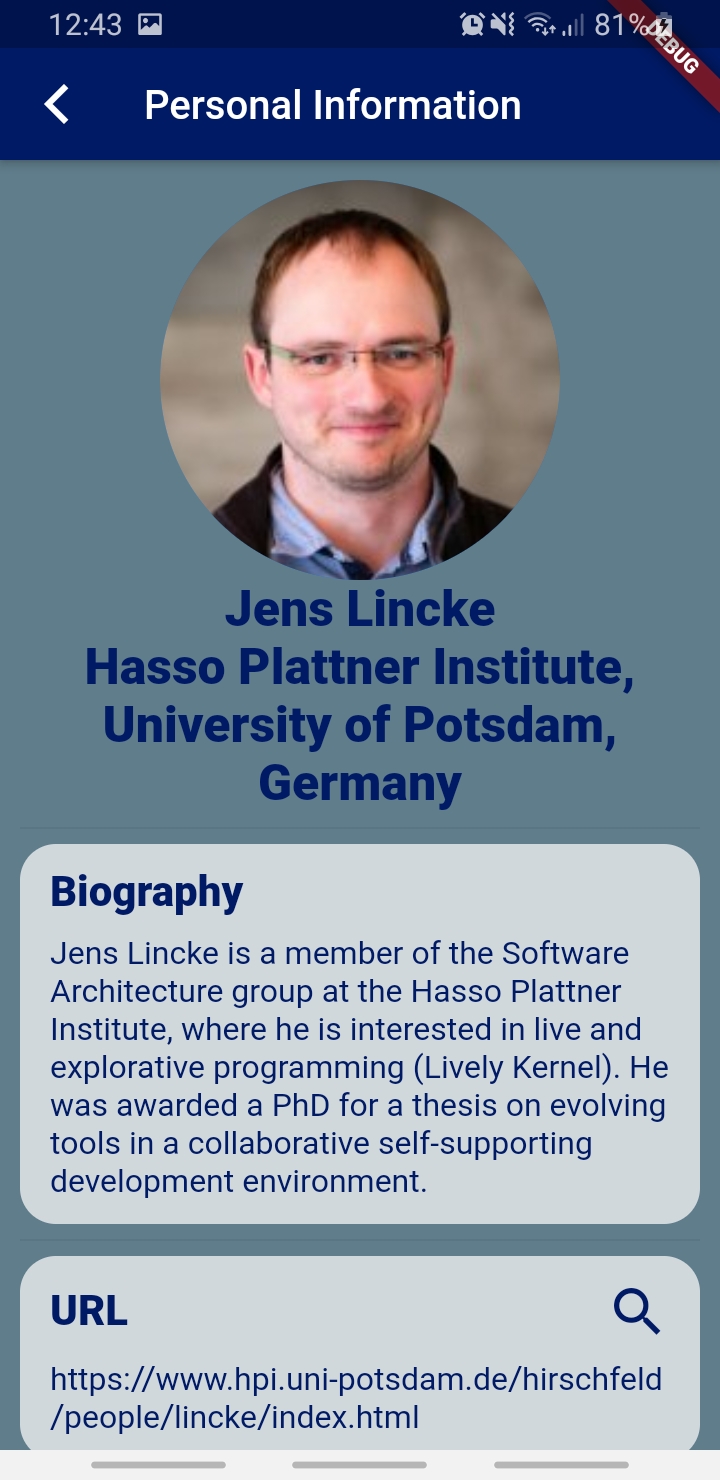 12:43
81%
DEBUG
Personal Information
Jens Lincke
Hasso Plattner Institute,
University of Potsdam,
Germany
Biography
Jens Lincke is a member of the Software
Architecture group at the Hasso Plattner
Institute, where he is interested in live and
explorative programming (Lively Kernel). He
was awarded a PhD for a thesis on evolving
tools in a collaborative self-supporting
development environment.
URL
https://www.hpi.uni-potsdam.de/hirschfeld
/people/lincke/index.html